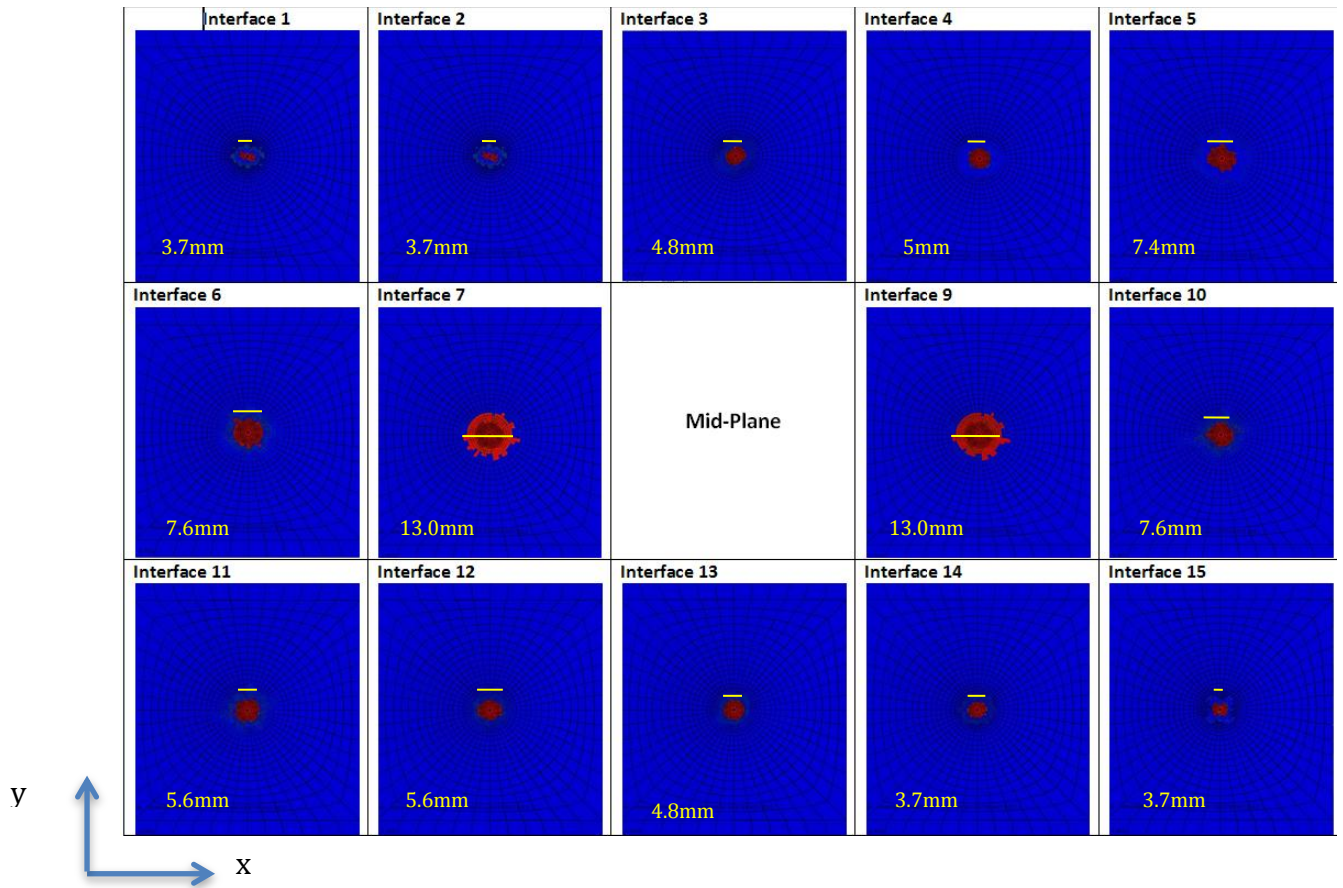 Interface 1
Interface 2
Interface 3
Interface 4
Interface 5
3.7mm
3.7mm
4.8mm
5mm
7.4mm
Interface 6
Interface 7
Interface 9
Interface 10
Mid-Plane
7.6mm
13.0mm
13.0mm
7.6mm
Interface 11
Interface 12
Interface 13
Interface 14
Interface 15
5.6mm
5.6mm
4.8mm
3.7mm
3.7mm
y
x